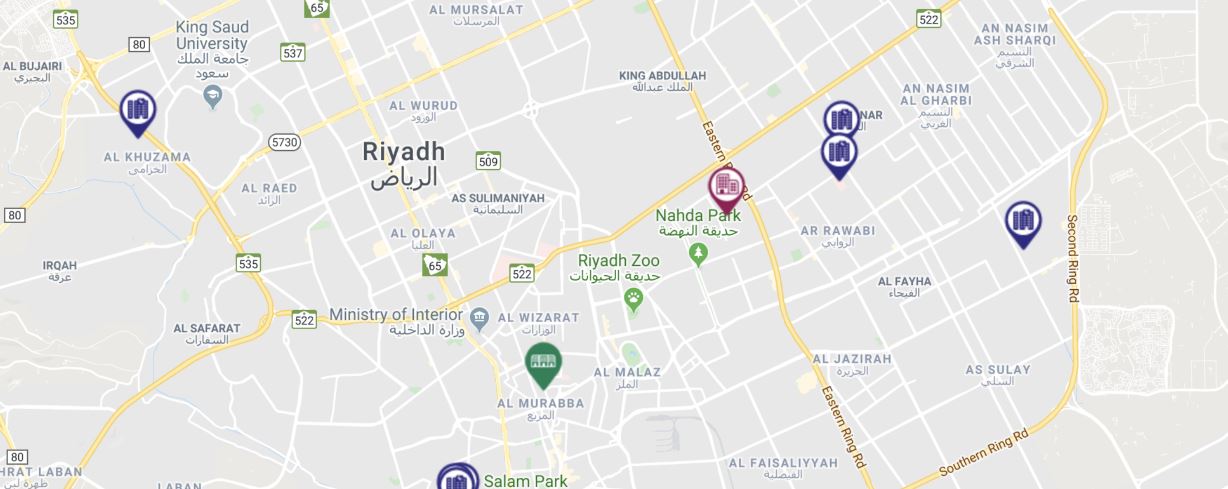 65
535
AL MURSALAT
المرسلات
522
King Saud
University
جامعة الملك
سعود
80
537
AN NASIM
ASH SHARQI
النسيم
الشرقي
AL BUJAIRI
البجيري
KING ABDULLAH
الملك عبدالله
AN NASIM
AL GHARBI
النسيم
الغربي
AL WURUD
الورود
NAR
5730
AL KHUZAMA
الخزامى
Riyadh
الرياض
509
Eastern R
Rd
AL RAED
الرائد
AS SULIMANIYAH
السليمانية
80
Nahda Park
حديقة النهضة
AL OLAYA
العليا
AR RAWABI
الروابي
Second Ring Rd
IRQAH
عرقة
535
65
522
Riyadh Zoo
حديقة الحيوانات
AL FAYHA
الفيحاء
522
Ministry of Interior
وزارة الداخلية
AL WIZARAT
الوزارات
AL SAFARAT
السفارات
AL MALAZ
الملز
AL JAZIRAH
الجزيرة
AS SULAY
السلي
AL MURABBA
المربع
Eastern Ring Rd
Southern Ring Rd
80
HRAT LABAN
ظهرة لبن
LABAN
AL FAISALIYYAH
الفيصلية
Salam Park